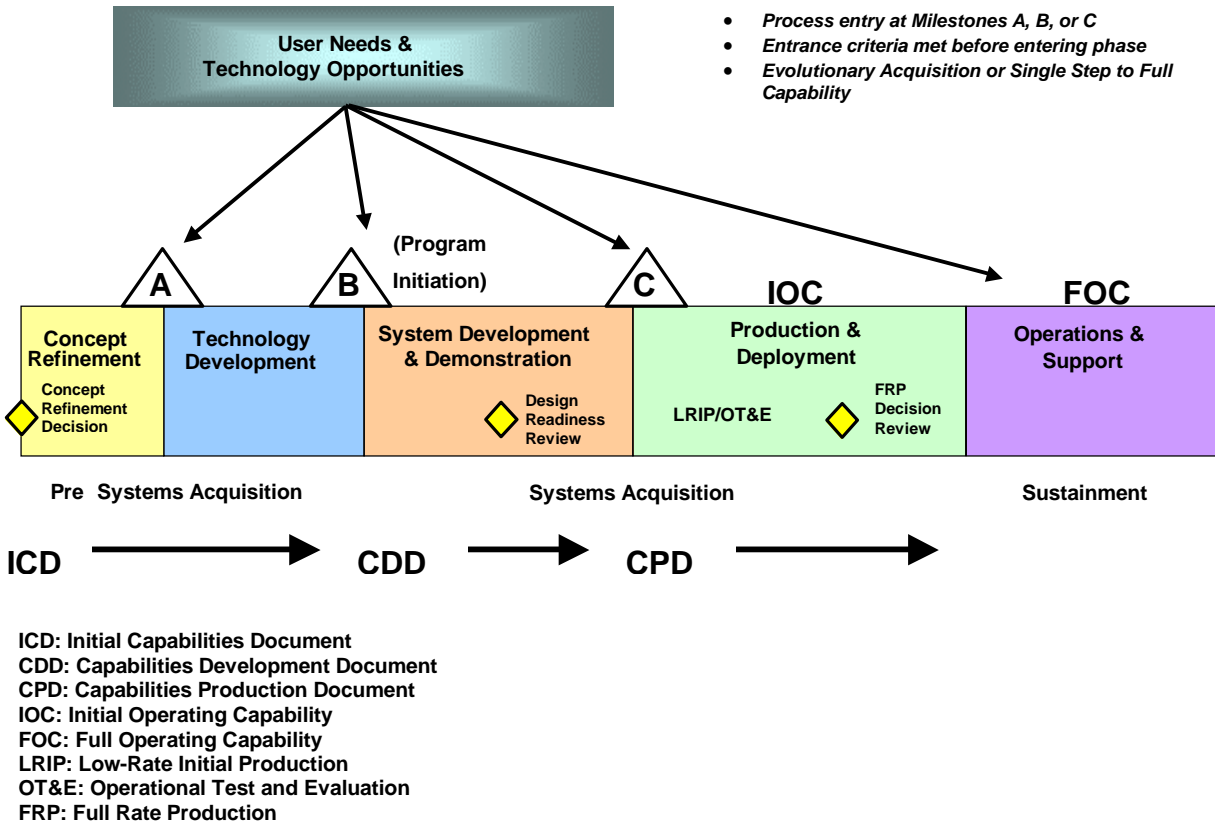 User Needs &
Technology Opportunities
• Process entry at Milestones A, B, or C
• Entrance criteria met before entering phase
• Evolutionary Acquisition or Single Step to Full
Capability
(Program
Initiation)
A
B
C
IOC
FOC
Concept
Refinement
Concept
Refinement
Decision
Technology
Development
System Development
& Demonstration
Design
Readiness
Review
Production &
Deployment
LRIP/OT&E
FRP
Decision
Review
Operations &
Support
Pre Systems Acquisition
Systems Acquisition
Sustainment
ICD
CDD
CPD
ICD: Initial Capabilities Document
CDD: Capabilities Development Document
CPD: Capabilities Production Document
IOC: Initial Operating Capability
FOC: Full Operating Capability
LRIP: Low-Rate Initial Production
OT&E: Operational Test and Evaluation
FRP: Full Rate Production